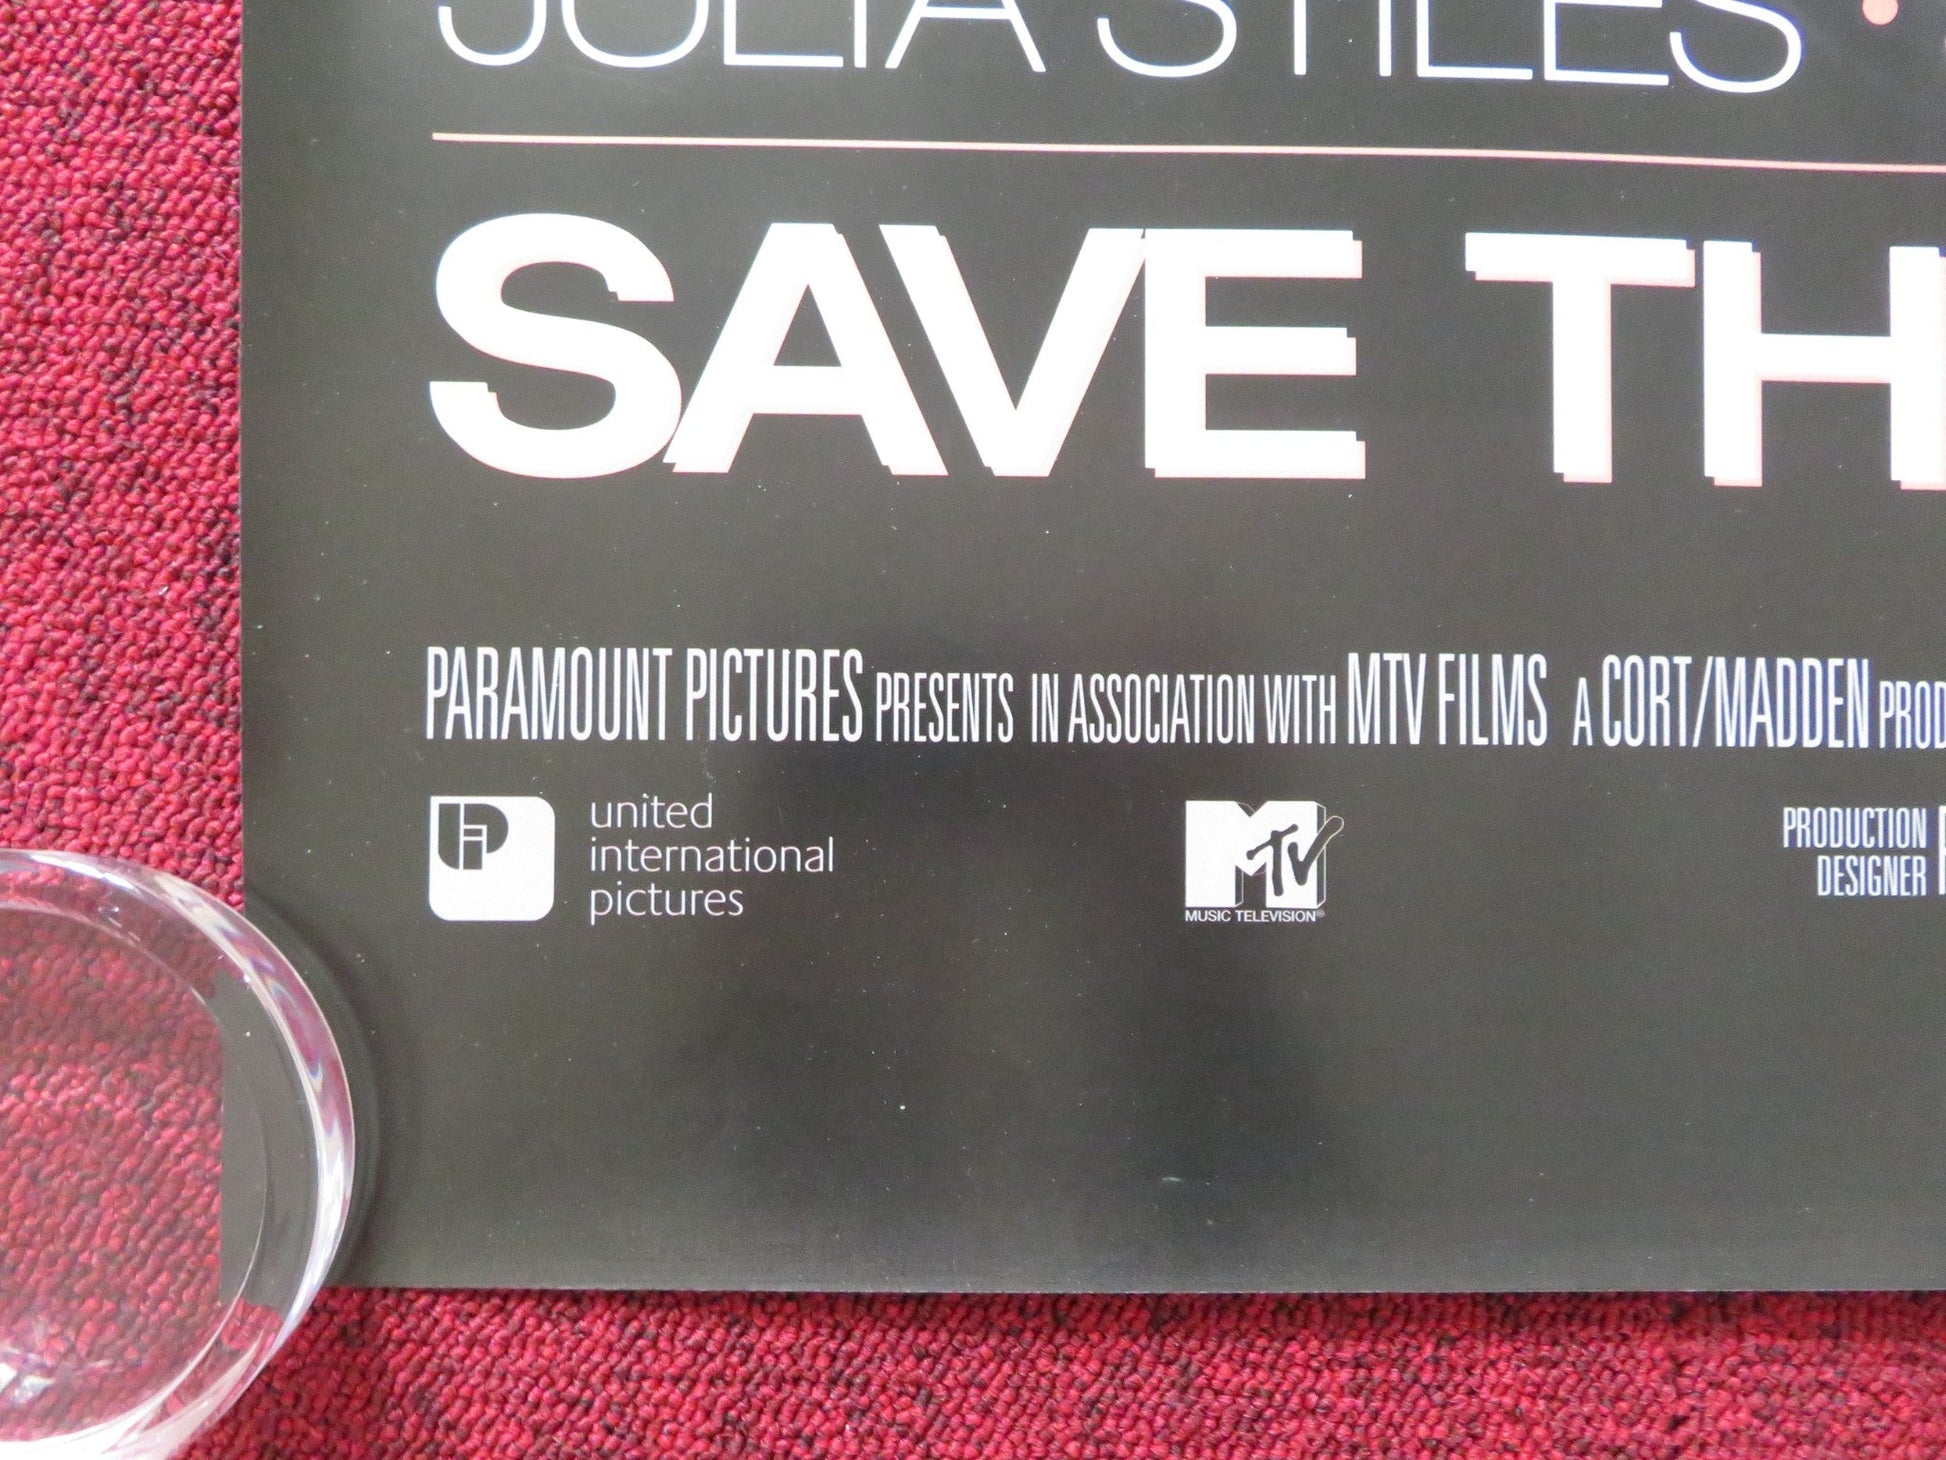 JULIA STILES •
SAVE TH
PARAMOUNT PICTURES PRESENTS IN ASSOCIATION WITH MTV FILMS A CORT/MADDEN PROD
united
international
pictures
MTV
MUSIC TELEVISION®
PRODUCTION
DESIGNER